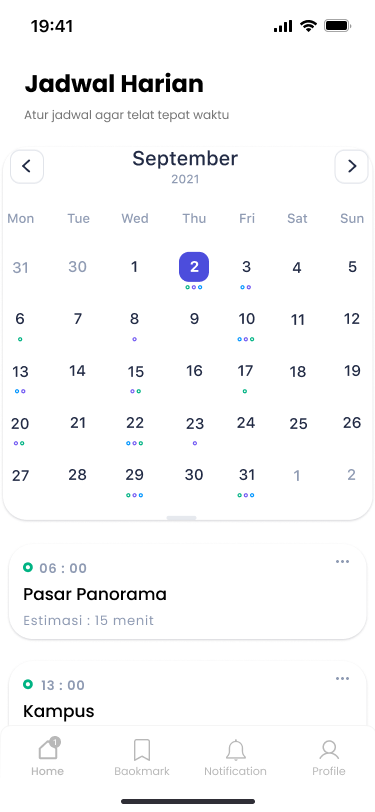 19:41
Jadwal Harian
Atur jadwal agar telat tepat waktu
September
2021
Mon Tue Wed Thu Fri Sat Sun
31 30 1 2 3 4 5
6 7 8 9 10 11 12
13 14 15 16 17 18 19
20 21 22 23 24 25 26
27 28 29 30 31 1 2
06 : 00
Pasar Panorama
Estimasi : 15 menit
13 : 00
Kampus
Home Bookmark Notification Profile